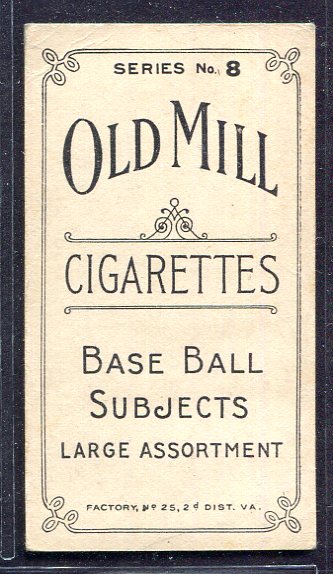 SERIES No. 8
OLD MILL
CIGARETTES
BASE BALL
SUBJECTS
LARGE ASSORTMENT
FACTORY, No 25, 2d DIST. VA.